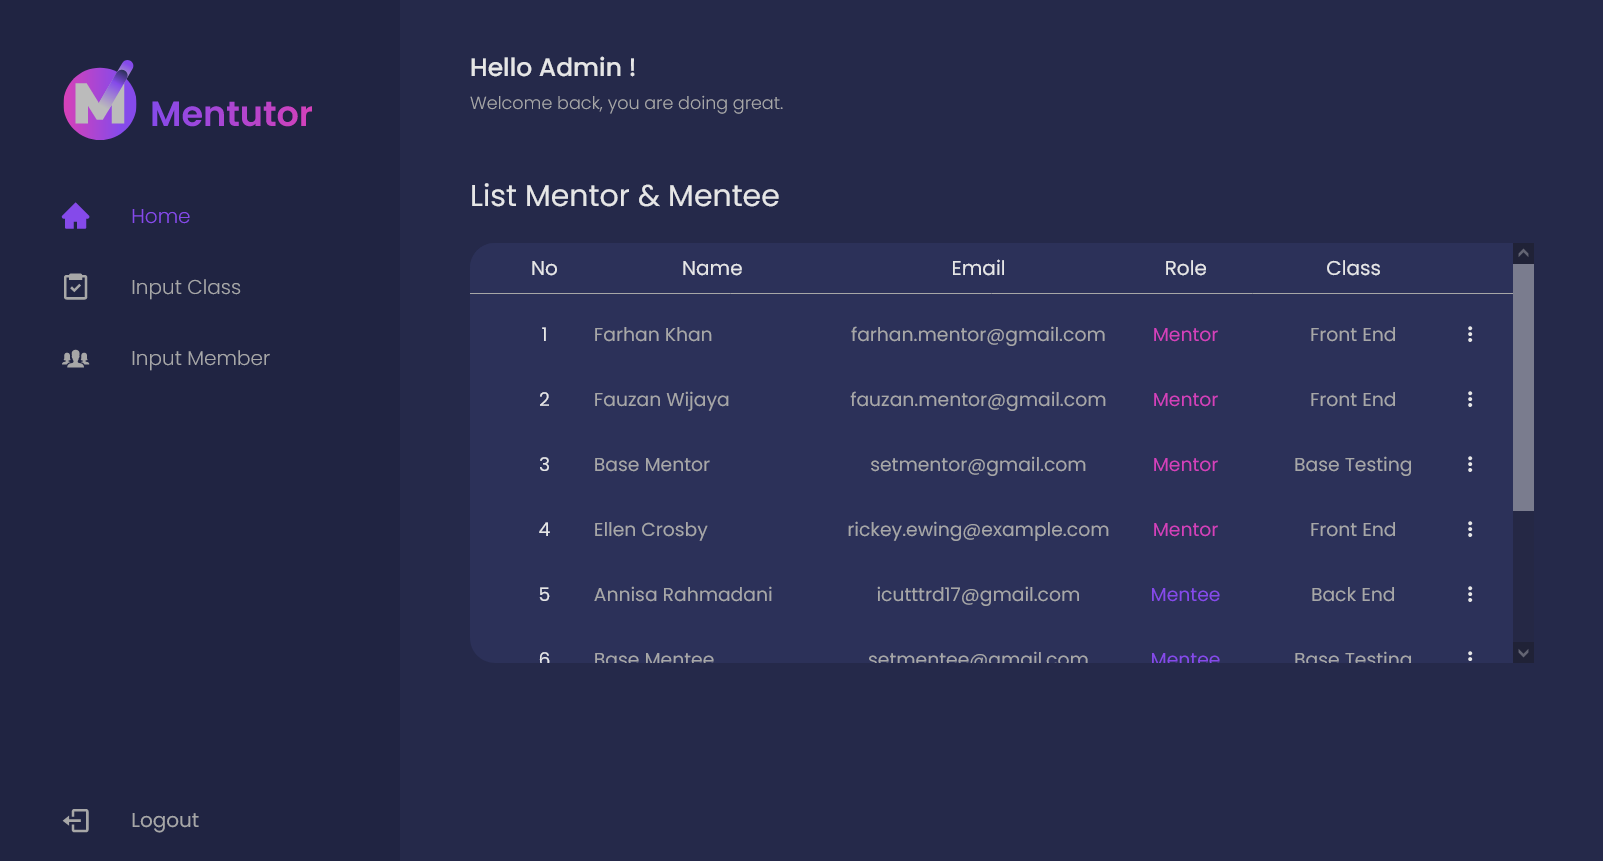 Mentutor
Home
Input Class
Input Member
Logout
Hello Admin !
Welcome back, you are doing great.
List Mentor & Mentee
No Name Email Role Class
1 Farhan Khan farhan.mentor@gmail.com Mentor Front End
2 Fauzan Wijaya fauzan.mentor@gmail.com Mentor Front End
3 Base Mentor setmentor@gmail.com Mentor Base Testing
4 Ellen Crosby rickey.ewing@example.com Mentor Front End
5 Annisa Rahmadani icutttrd17@gmail.com Mentee Back End
6 Base Mentee setmentee@gmail.com Mentee Base Testing